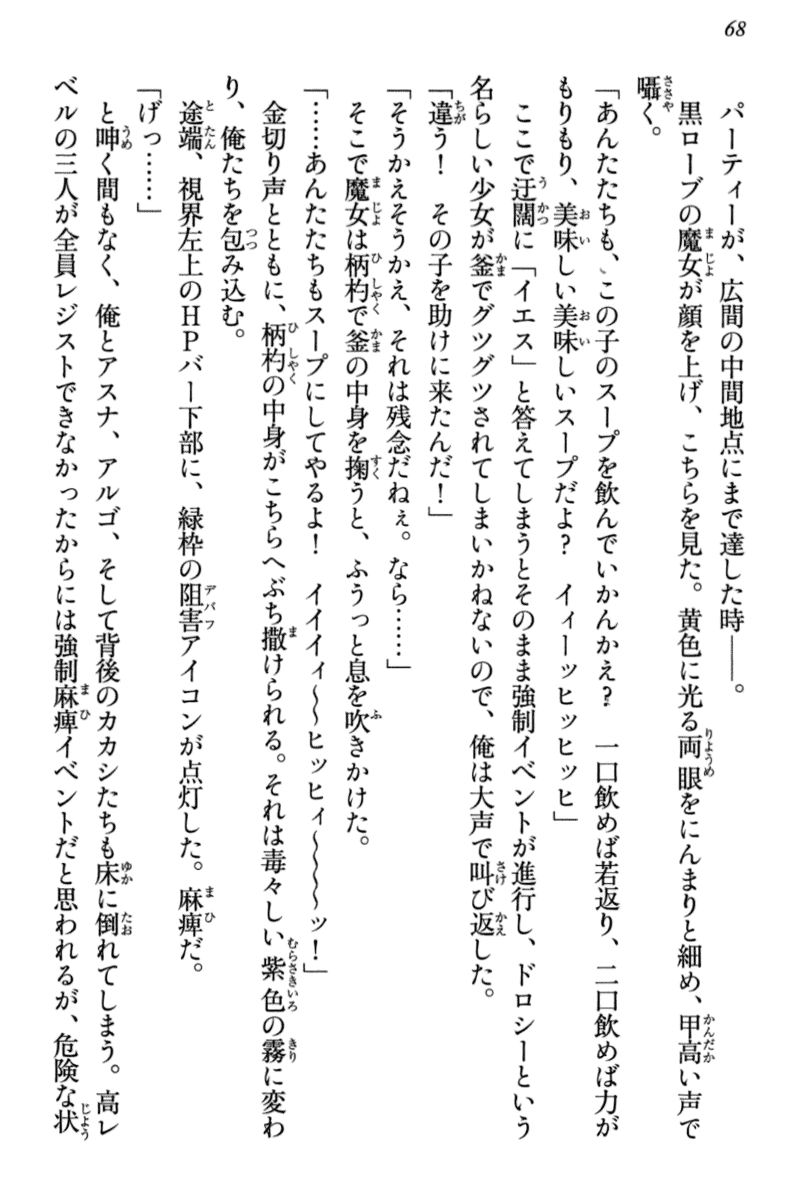 68
パーティーが、広間の中間地点にまで達した時――。
黒ローブの魔女が顔を上げ、こちらを見た。黄色に光る両眼をにんまりと細め、甲高い声で
囁く。
「あんたたちも、この子のスープを飲んでいかんかえ? 一口飲めば若返り、二口飲めば力が
もりもり、美味しい美味しいスープだよ? イィーッヒッヒッヒ」
ここで迂闊に「イエス」と答えてしまうとそのまま強制イベントが進行し、ドロシーという
名らしい少女が釜でグツグツされてしまいかねないので、俺は大声で叫び返した。
「違う! その子を助けに来たんだ!」
「そうかえそうかえ、それは残念だねぇ。なら……」
そこで魔女は柄杓で釜の中身を掬うと、ふうっと息を吹きかけた。
「……あんたたちもスープにしてやるよ! イイイィ〜〜ヒッヒィ〜〜〜〜ッ!」
金切り声とともに、柄杓の中身がこちらへぶち撒けられる。それは毒々しい紫色の霧に変わ
り、俺たちを包み込む。
途端、視界左上のHPバー下部に、緑枠の阻害アイコンが点灯した。麻痺だ。
「げっ……」
と呻く間もなく、俺とアスナ、アルゴ、そして背後のカカシたちも床に倒れてしまう。高レ
ベルの三人が全員レジストできなかったからには強制麻痺イベントだと思われるが、危険な状